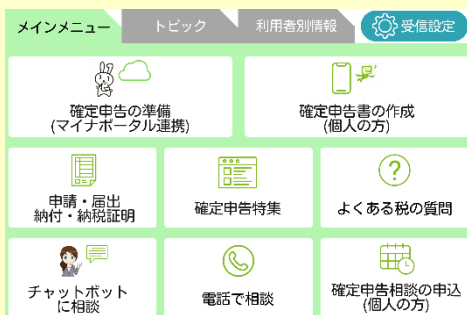 メインメニュー
トピック
利用者別情報
受信設定
確定申告の準備
(マイナポータル連携)
確定申告書の作成
(個人の方)
申請・届出
納付・納税証明
確定申告特集
よくある税の質問
チャットボット
に相談
電話で相談
確定申告相談の申込
(個人の方)